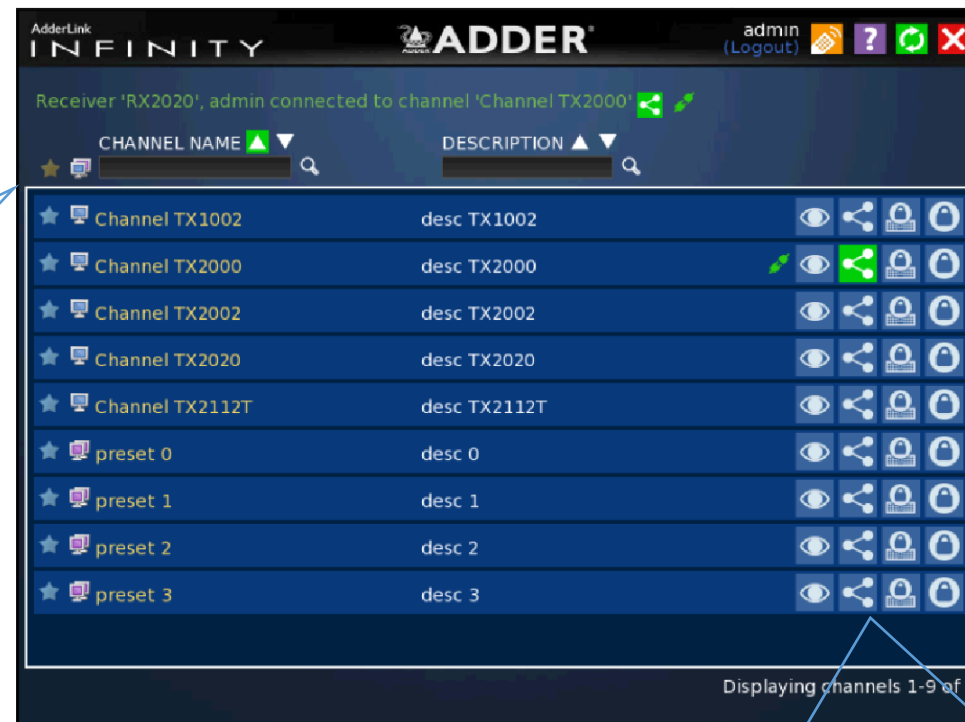 AdderLink
INFINITY
ADDER
ADDER
admin
(Logout)
?
Receiver 'RX2020', admin connected to channel 'Channel TX2000'
CHANNEL NAME
DESCRIPTION
Channel TX1002 desc TX1002
Channel TX2000 desc TX2000
Channel TX2002 desc TX2002
Channel TX2020 desc TX2020
Channel TX2112T desc TX2112T
preset 0 desc 0
preset 1 desc 1
preset 2 desc 2
preset 3 desc 3
Displaying channels 1-9 of